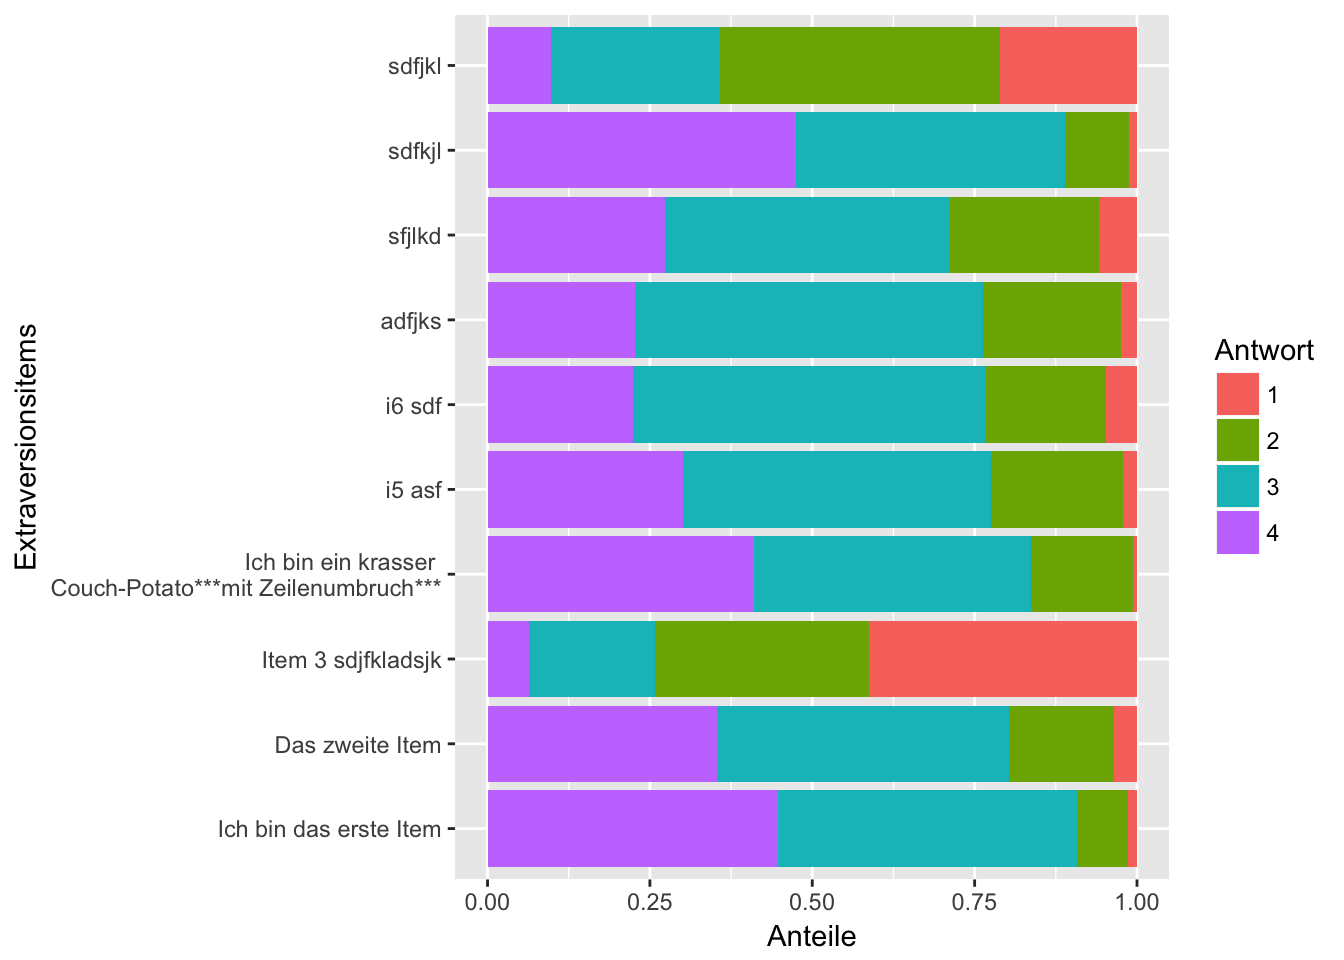 sdfjkl
sdfkjl
sfjlkd
adfjks
i6 sdf
i5 asf
Ich bin ein krasser
Couch-Potato***mit Zeilenumbruch***
Item 3 sdjfkladsjk
Das zweite Item
Ich bin das erste Item
Extraversionsitems
0.00 0.25 0.50 0.75 1.00
Anteile
Antwort
1
2
3
4